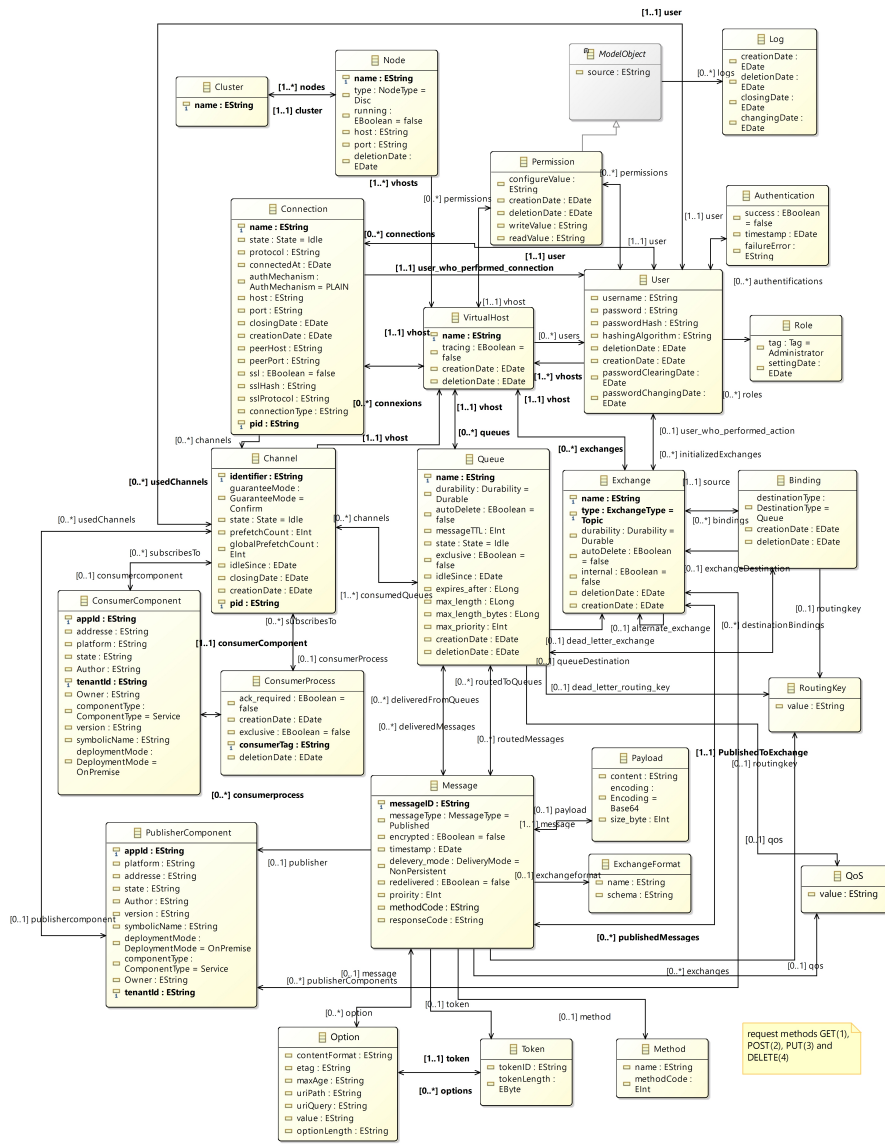 [1..1] user
Cluster
name : EString
[1..*] nodes
[1..1] cluster
Node
name : EString
type : NodeType =
Disc
running :
EBoolean = false
host : EString
port : EString
deletionDate :
EDate
ModelObject
source : EString
[0..*] logs
Log
creationDate :
EDate
deletionDate :
EDate
closingDate :
EDate
changingDate :
EDate
[1..*] vhosts
[0..*] permissions
Permission
configureValue :
EString
creationDate : EDate
deletionDate : EDate
writeValue : EString
readValue : EString
[0..*] permissions
[1..1] user
Authentication
success : EBoolean
= false
timestamp : EDate
failureError :
EString
[0..*] authentifications
Connection
name : EString
state : State = Idle
protocol : EString
connectedAt : EDate
authMechanism :
AuthMechanism = PLAIN
host : EString
port : EString
closingDate : EDate
creationDate : EDate
peerHost : EString
peerPort : EString
ssl : EBoolean = false
sslHash : EString
sslProtocol : EString
connectionType : EString
pid : EString
[0..*] connections
[1..1] user
[1..1] user
[1..1] user_who_performed_connection
[1..1] vhost
VirtualHost
name : EString
tracing : EBoolean =
false
creationDate : EDate
deletionDate : EDate
[1..1] vhost
[0..*] users
[1..*] vhosts
[0..*] connexions
[1..1] vhost
[1..1] vhost
User
username : EString
password : EString
passwordHash : EString
hashingAlgorithm : EString
deletionDate : EDate
creationDate : EDate
passwordClearingDate :
EDate
passwordChangingDate :
EDate
Role
tag : Tag =
Administrator
settingDate :
EDate
[0..*] roles
[0..1] user_who_performed_action
[0..*] initializedExchanges
[0..*] channels
[1..1] vhost
[0..*] queues
[0..*] exchanges
Channel
identifier : EString
guaranteeMode :
GuaranteeMode =
Confirm
state : State = Idle
prefetchCount : EInt
globalPrefetchCount :
EInt
idleSince : EDate
closingDate : EDate
creationDate : EDate
pid : EString
[0..*] usedChannels
[0..*] usedChannels
[0..*] subscribesTo
[0..1] consumercomponent
[0..*] channels
[1..*] consumedQueues
Queue
name : EString
durability : Durability =
Durable
autoDelete : EBoolean =
false
messageTTL : EInt
state : State = Idle
exclusive : EBoolean =
false
idleSince : EDate
expires_after : ELong
max_length : ELong
max_length_bytes : ELong
max_priority : EInt
creationDate : EDate
deletionDate : EDate
Exchange
name : EString
type : ExchangeType =
Topic
durability : Durability =
Durable
autoDelete : EBoolean
= false
internal : EBoolean =
false
deletionDate : EDate
creationDate : EDate
[1..1] source
[0..*] bindings
Binding
destinationType :
DestinationType =
Queue
creationDate : EDate
deletionDate : EDate
[0..1] exchangeDestination
[0..1] routingkey
[0..*] destinationBindings
[0..1] alternate_exchange
[0..1] dead_letter_exchange
[0..1] queueDestination
[0..1] dead_letter_routing_key
RoutingKey
value : EString
ConsumerComponent
appId : EString
addresse : EString
platform : EString
state : EString
Author : EString
tenantId : EString
Owner : EString
componentType :
ComponentType = Service
version : EString
symbolicName : EString
deploymentMode :
DeploymentMode =
OnPremise
[0..*] subscribesTo
[1..1] consumerComponent
[0..1] consumerProcess
ConsumerProcess
ack_required : EBoolean =
false
creationDate : EDate
exclusive : EBoolean = false
consumerTag : EString
deletionDate : EDate
[0..*] consumerprocess
[0..*] deliveredFromQueues
[0..*] routedToQueues
[0..*] deliveredMessages
[0..*] routedMessages
[1..1] PublishedToExchange
[0..1] routingkey
Message
messageID : EString
messageType : MessageType =
Published
encrypted : EBoolean = false
timestamp : EDate
delevery_mode : DeliveryMode =
NonPersistent
redelivered : EBoolean = false
proirity : EInt
methodCode : EString
responseCode : EString
Payload
content : EString
encoding :
Encoding =
Base64
size_byte : EInt
[0..1] payload
[1..1] message
[0..1] exchangeformat
ExchangeFormat
name : EString
schema : EString
[0..1] qos
QoS
value : EString
PublisherComponent
appId : EString
platform : EString
addresse : EString
state : EString
Author : EString
version : EString
symbolicName : EString
deploymentMode :
DeploymentMode = OnPremise
componentType :
ComponentType = Service
Owner : EString
tenantId : EString
[0..1] publisher
[0..1] publishercomponent
[0..*] publishedMessages
[0..1] qos
[0..*] exchanges
[0..1] message
[0..*] publisherComponents
[0..*] option
[0..1] token
[0..1] method
Option
contentFormat : EString
etag : EString
maxAge : EString
uriPath : EString
uriQuery : EString
value : EString
optionLength : EString
[1..1] token
[0..*] options
Token
tokenID : EString
tokenLength :
EByte
Method
name : EString
methodCode :
EInt
request methods GET(1),
POST(2), PUT(3) and
DELETE(4)